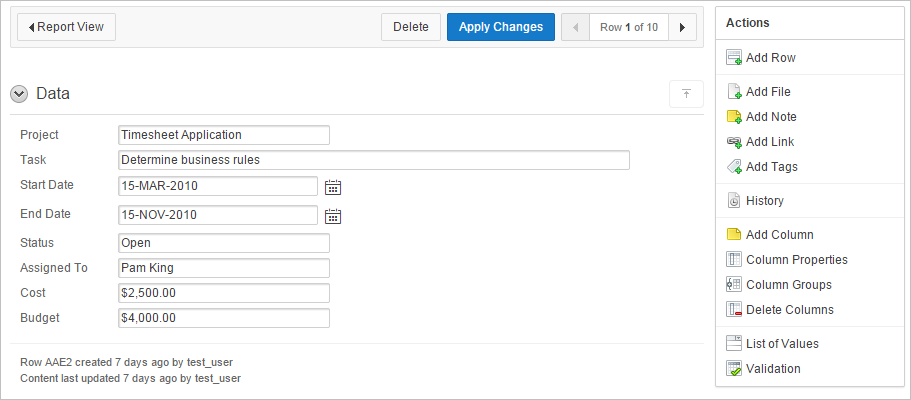 Report View Delete Apply Changes Row 1 of 10
Data
Project Timesheet Application
Task Determine business rules
Start Date 15-MAR-2010
End Date 15-NOV-2010
Status Open
Assigned To Pam King
Cost $2,500.00
Budget $4,000.00
Row AAE2 created 7 days ago by test_user
Content last updated 7 days ago by test_user
Actions
Add Row
Add File
Add Note
Add Link
Add Tags
History
Add Column
Column Properties
Column Groups
Delete Columns
List of Values
Validation